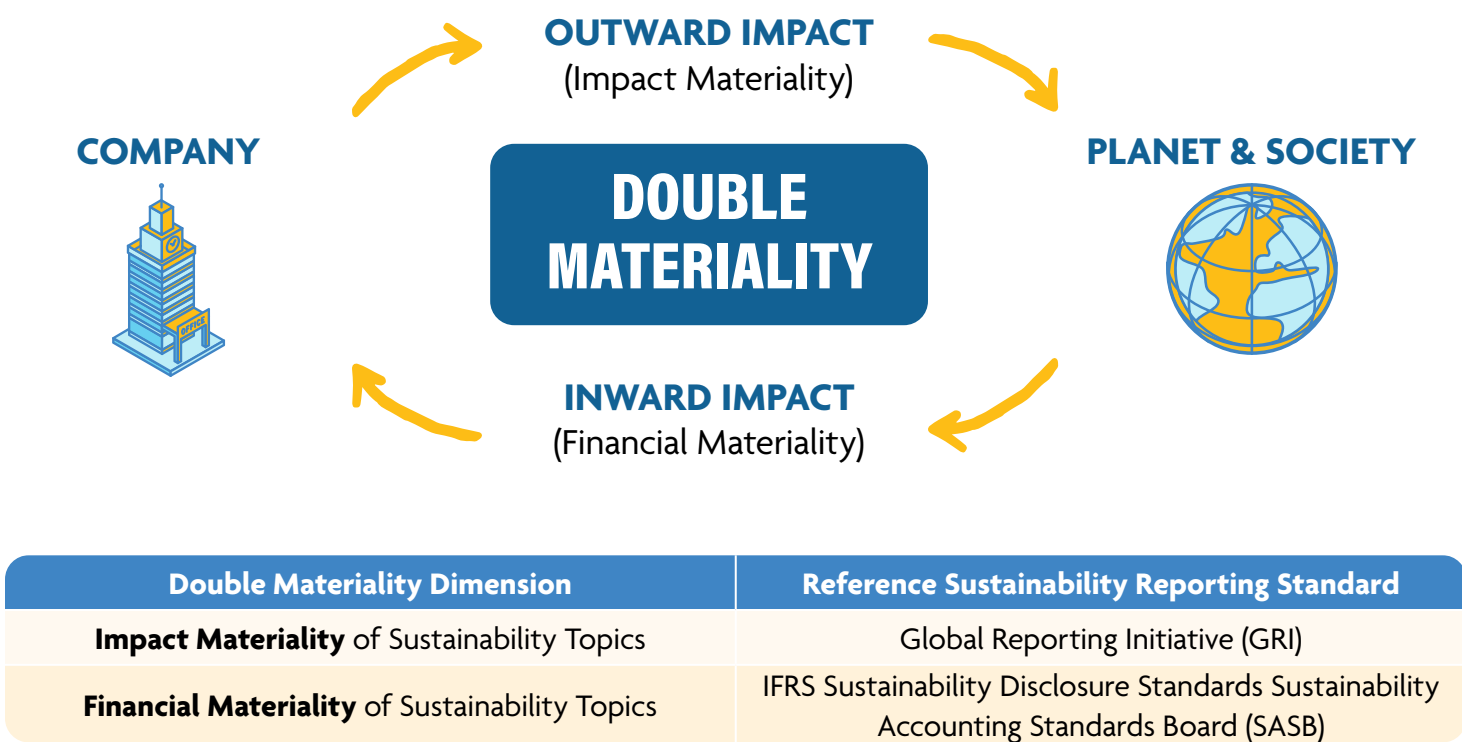 OUTWARD IMPACT
(Impact Materiality)
COMPANY
PLANET & SOCIETY
DOUBLE
MATERIALITY
OFFICE
INWARD IMPACT
(Financial Materiality)
Double Materiality Dimension
Reference Sustainability Reporting Standard
Impact Materiality of Sustainability Topics
Global Reporting Initiative (GRI)
Financial Materiality of Sustainability Topics
IFRS Sustainability Disclosure Standards Sustainability
Accounting Standards Board (SASB)